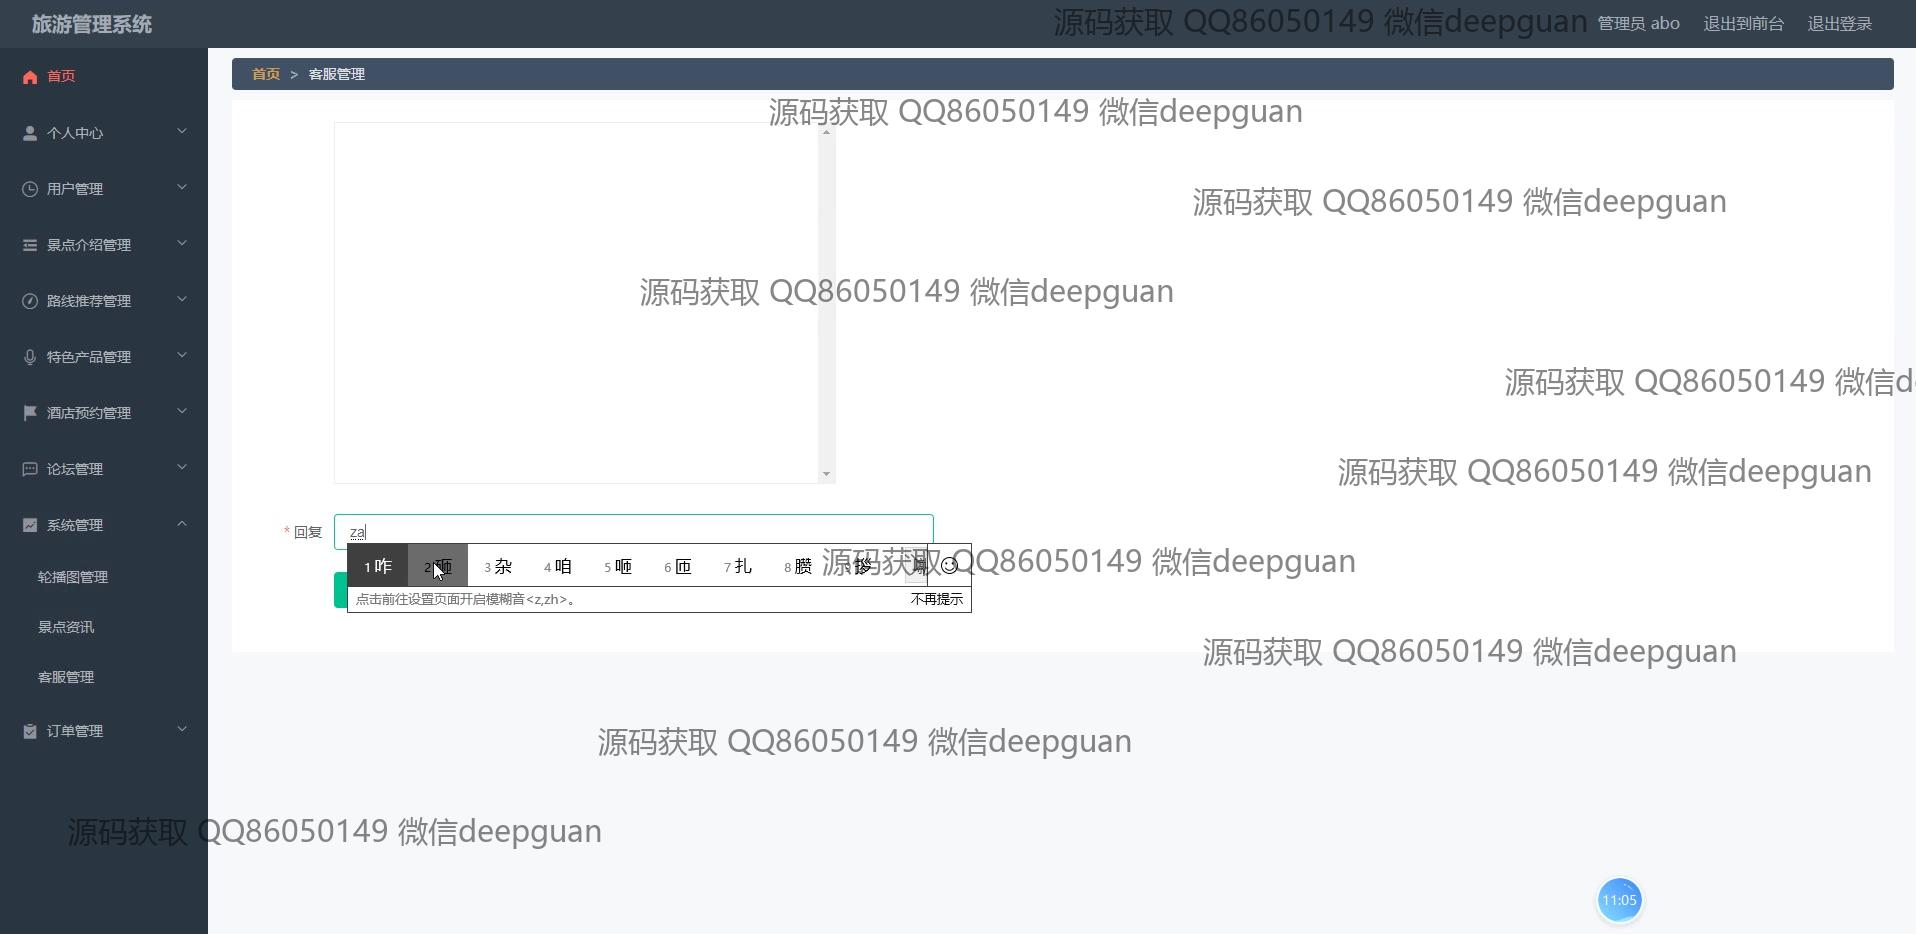 旅游管理系统
源码获取 QQ86050149 微信deepguan
管理员 abo
退出到前台
退出登录
首页
个人中心
用户管理
景点介绍管理
路线推荐管理
特色产品管理
酒店预约管理
论坛管理
系统管理
轮播图管理
景点资讯
客服管理
订单管理
首页 > 客服管理
源码获取 QQ86050149 微信deepguan
源码获取 QQ86050149 微信deepguan
源码获取 QQ86050149 微信deepguan
源码获取 QQ86050149 微信d
源码获取 QQ86050149 微信deepguan
* 回复
za
1 咋 2 砸 3 杂 4 咱 5 咂 6 匝 7 扎 8 臜
源码获取 QQ86050149 微信deepguan
点击前往设置页面开启模糊音<z,zh>。
不再提示
源码获取 QQ86050149 微信deepguan
源码获取 QQ86050149 微信deepguan
源码获取 QQ86050149 微信deepguan
11:05